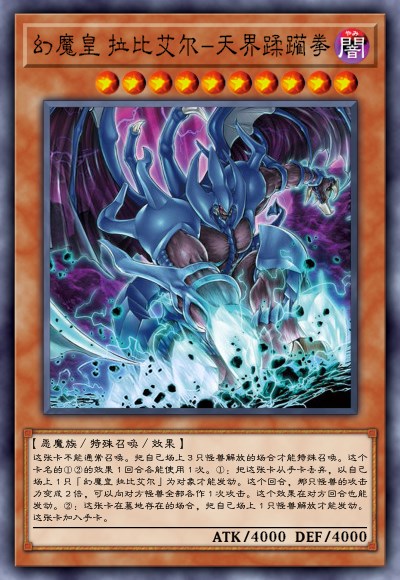 幻魔皇 拉比艾尔-天界蹂躏拳
闇
やみ
【恶魔族/特殊召唤/效果】
这张卡不能通常召唤。把自己场上3只怪兽解放的场合才能特殊召唤。这个
卡名的①②的效果1回合各能使用1次。①：把这张卡从手卡丢弃，以自己
场上1只「幻魔皇 拉比艾尔」为对象才能发动。这个回合，那只怪兽的攻击
力变成2倍，可以向对方怪兽全部各作1次攻击。这个效果在对方回合也能
发动。②：这张卡在墓地存在的场合，把自己场上1只怪兽解放才能发动。
这张卡加入手卡。
ATK/4000 DEF/4000